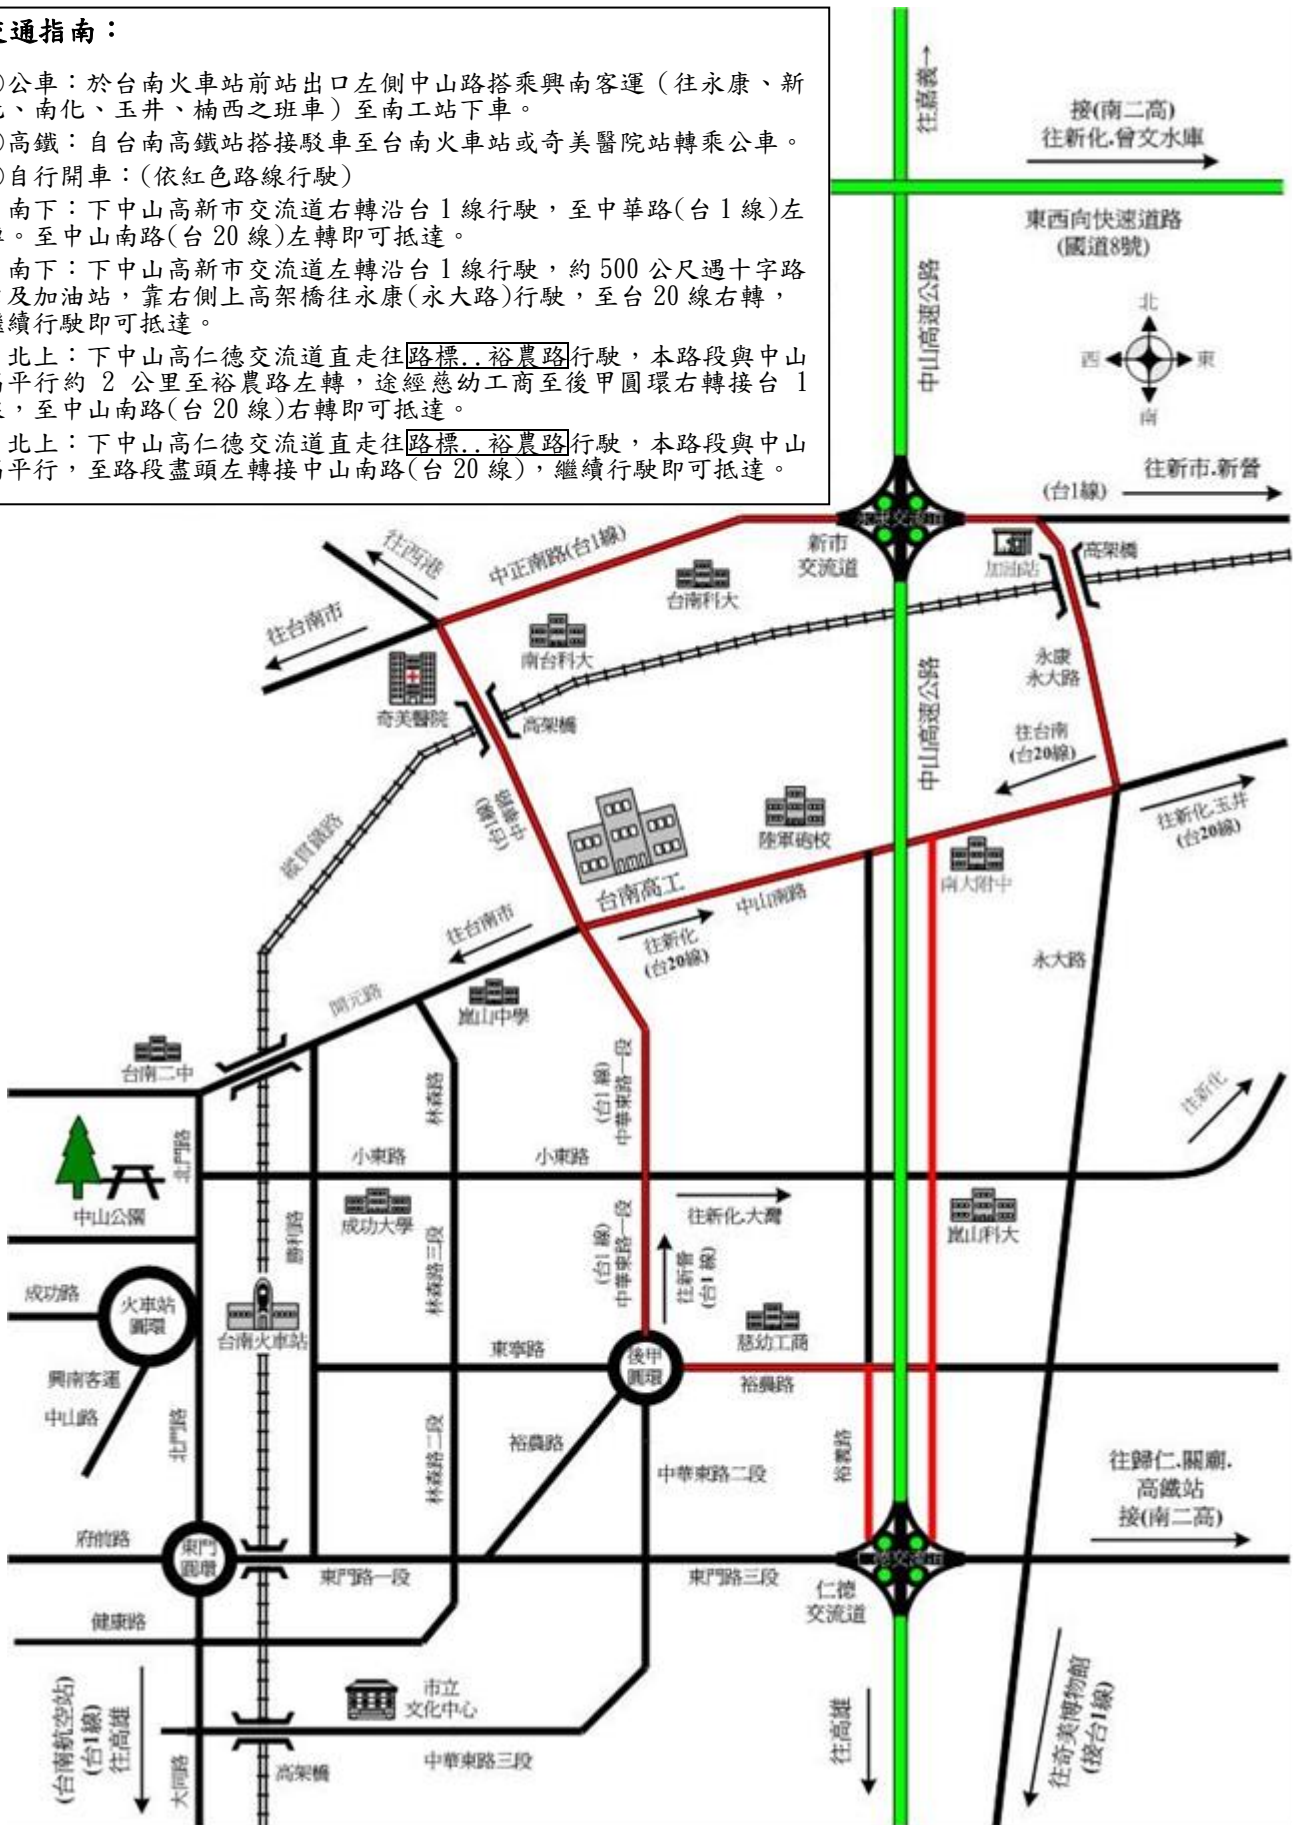 交通指南：
公車：於台南火車站前站出口左側中山路搭乘興南客運（往永康、新
、南化、玉井、楠西之班車）至南工站下車。
高鐵：自台南高鐵站搭接駁車至台南火車站或奇美醫院站轉乘公車。
自行開車：(依紅色路線行駛)
南下：下中山高新市交流道右轉沿台1線行駛，至中華路(台1線)左
。至中山南路(台20線)左轉即可抵達。
南下：下中山高新市交流道左轉沿台1線行駛，約500公尺遇十字路
及加油站，靠右側上高架橋往永康(永大路)行駛，至台20線右轉，
繼續行駛即可抵達。
北上：下中山高仁德交流道直走往路標..裕農路行駛，本路段與中山
高平行約 2 公里至裕農路左轉，途經慈幼工商至後甲圓環右轉接台 1
，至中山南路(台20線)右轉即可抵達。
北上：下中山高仁德交流道直走往路標..裕農路行駛，本路段與中山
高平行，至路段盡頭左轉接中山南路(台20線)，繼續行駛即可抵達。
往嘉義→
接(南二高)
往新化.曾文水庫
東西向快速道路
(國道8號)
中山高速公路
北
西
東
南
往新市.新營
(台1線)
新市
交流道
加油站
高架橋
往西港
中正南路(台1線)
台南科大
往台南市
南台科大
奇美醫院
高架橋
中山高速公路
永康
永大路
往台南
(台20線)
往新化.玉井
(台20線)
縱貫鐵路
中華路
(台1線)
陸軍砲校
南大附中
台南高工
中山南路
往新化
(台20線)
往台南市
永大路
開元路
崑山中學
台南二中
(台1線)
中華東路一段
林森路
往新化
北門路
小東路
小東路
中山公園
成功大學
往新化.大灣
崑山科大
勝利路
林森路三段
(台1線)
中華東路一段
往新營
(台1線)
成功路
火車站
圓環
台南火車站
東寧路
後甲
圓環
慈幼工商
裕農路
興南客運
中山路
北門路
林森路二段
裕農路
中華東路二段
裕義路
往歸仁.關廟.
高鐵站
接(南二高)
府前路
東門
圓環
東門路一段
東門路三段
仁德交流道
仁德
交流道
健康路
市立
文化中心
(台南航空站)
(台1線)
往高雄
大同路
高架橋
中華東路三段
往高雄
往奇美博物館
(接台1線)